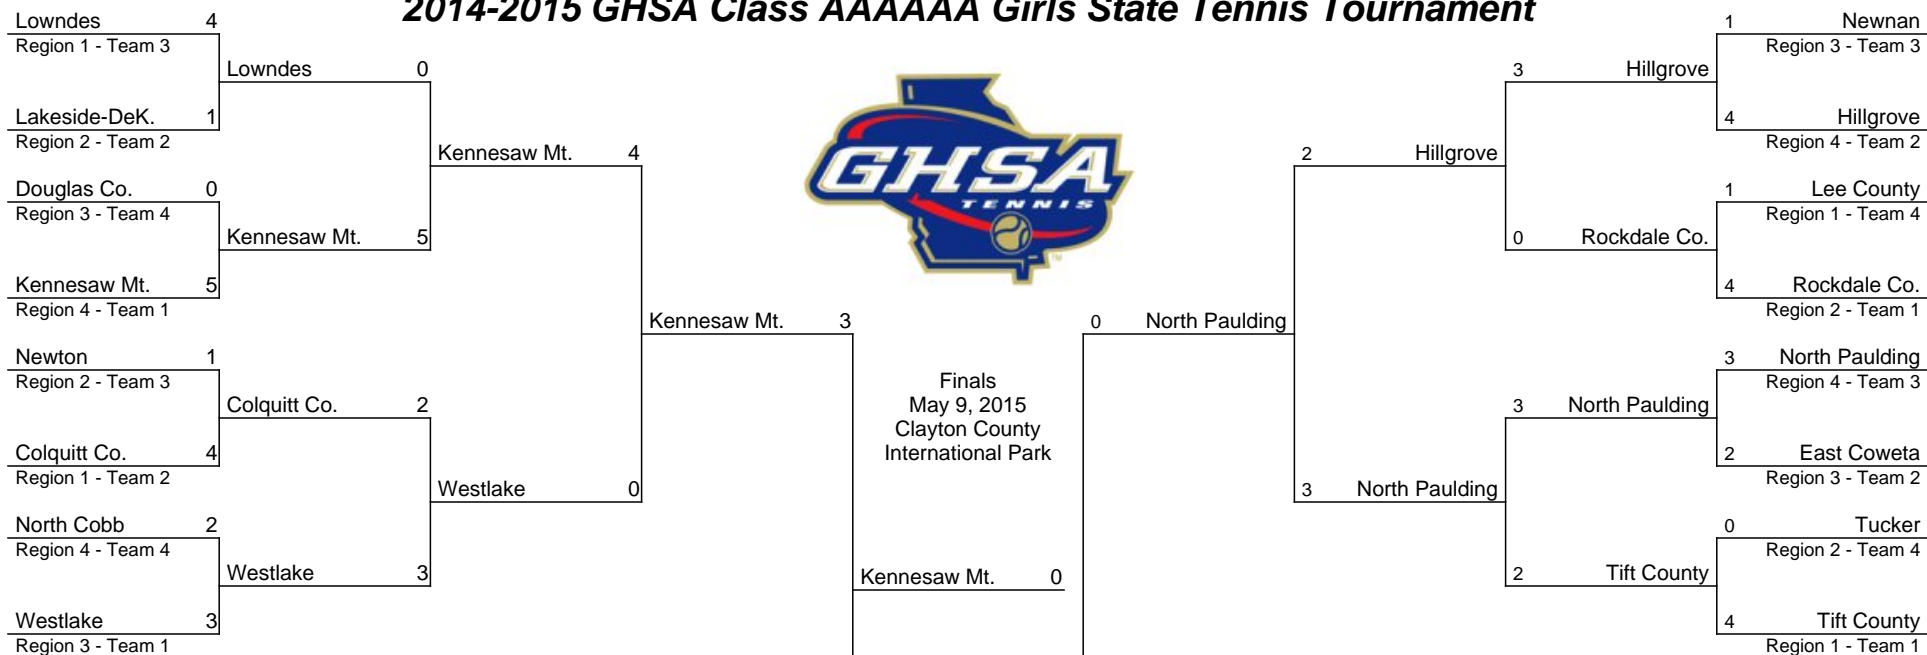 2014-2015 GHSA Class AAAAAA Girls State Tennis Tournament
Lowndes 4
Region 1 - Team 3
Lowndes 0
Lakeside-DeK. 1
Region 2 - Team 2
Kennesaw Mt. 4
Douglas Co. 0
Region 3 - Team 4
Kennesaw Mt. 5
Kennesaw Mt. 5
Region 4 - Team 1
Kennesaw Mt. 3
Newton 1
Region 2 - Team 3
Colquitt Co. 2
Colquitt Co. 4
Region 1 - Team 2
Westlake 0
North Cobb 2
Region 4 - Team 4
Westlake 3
Westlake 3
Region 3 - Team 1
GHSA
TENNIS
TM
Finals
May 9, 2015
Clayton County
International Park
Kennesaw Mt. 0
1 Newnan
Region 3 - Team 3
3 Hillgrove
4 Hillgrove
Region 4 - Team 2
2 Hillgrove
1 Lee County
Region 1 - Team 4
0 Rockdale Co.
4 Rockdale Co.
Region 2 - Team 1
0 North Paulding
3 North Paulding
Region 4 - Team 3
3 North Paulding
2 East Coweta
Region 3 - Team 2
3 North Paulding
0 Tucker
Region 2 - Team 4
2 Tift County
4 Tift County
Region 1 - Team 1